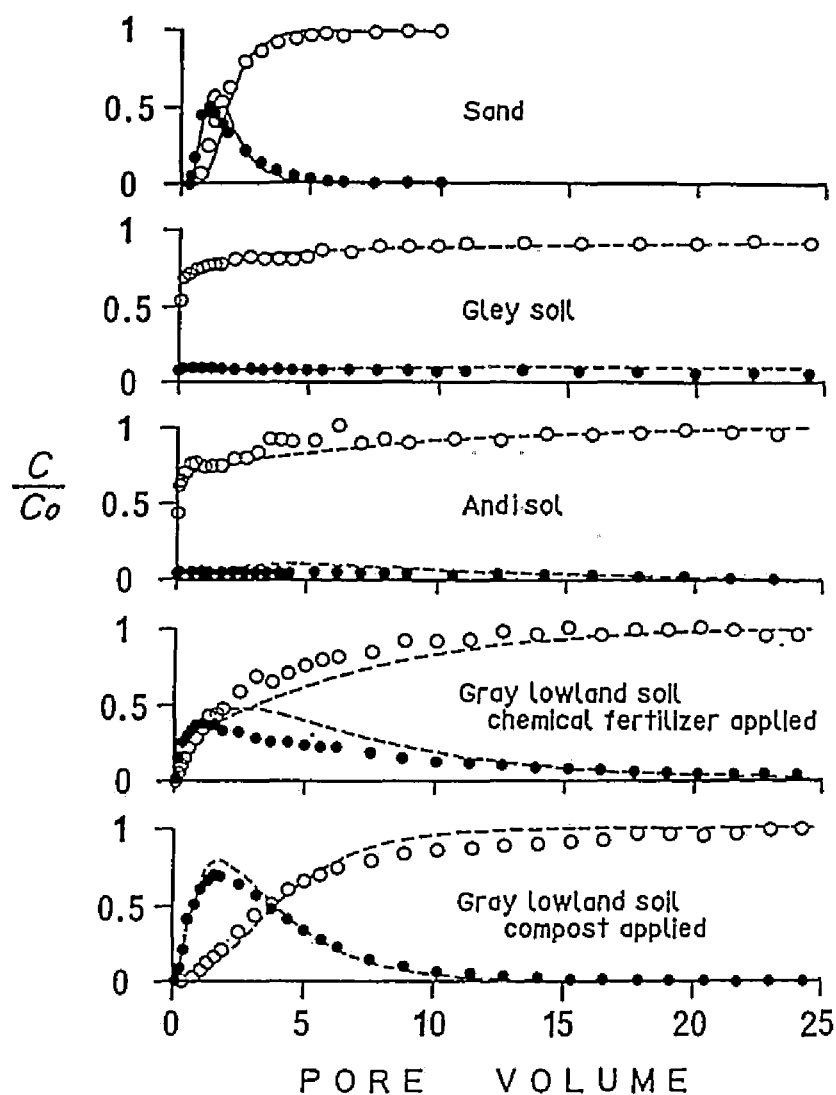 1
0.5
0
Sand
1
0.5
0
Gley soil
C
Co
1
0.5
0
Andisol
1
0.5
0
Gray lowland soil
chemical fertilizer applied
1
0.5
0
Gray lowland soil
compost applied
0 5 10 15 20 25
PORE VOLUME